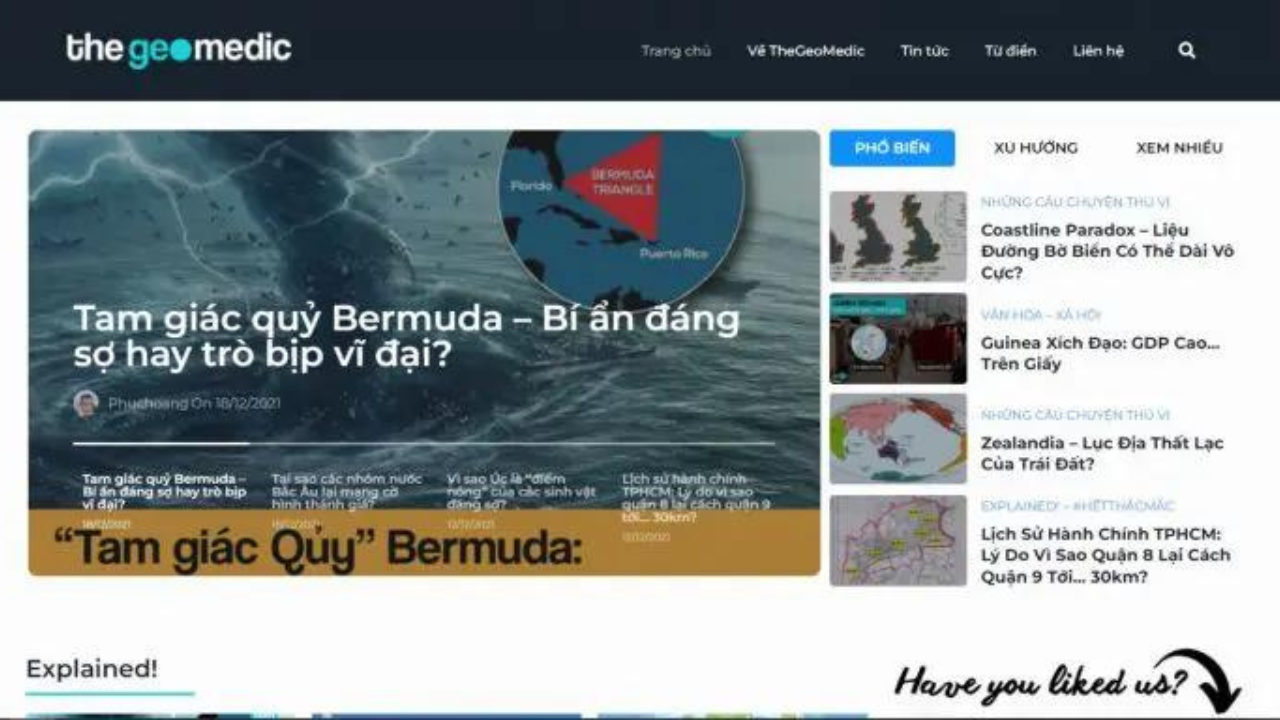 thegeomedic
Trang chủ
Về TheGeoMedic
Tin tức
Từ điển
Liên hệ
Florida
BERMUDA
TRIANGLE
Puerto Rico
Tam giác quỷ Bermuda – Bí ẩn đáng
sợ hay trò bịp vĩ đại?
Phuchoang On 18/12/2021
Tam giác quỷ Bermuda –
Bí ẩn đáng sợ hay trò bịp
vĩ đại?
18/12/2021
Tại sao các nhóm nước
Bắc Âu lại mang cờ
hình thánh giá?
Vì sao Úc là “điểm
nóng” của các sinh vật
đáng sợ?
Lịch sử hành chính
TPHCM: Lý do vì sao
quận 8 lại cách quận 9
tới... 30km?
“Tam giác Qủy” Bermuda:
PHỔ BIẾN
XU HƯỚNG
XEM NHIỀU
NHỮNG CÂU CHUYỆN THÚ VỊ
Coastline Paradox – Liệu
Đường Bờ Biển Có Thể Dài Vô
Cực?
VĂN HÓA – XÃ HỘI
Guinea Xích Đạo: GDP Cao...
Trên Giấy
NHỮNG CÂU CHUYỆN THÚ VỊ
Zealandia – Lục Địa Thất Lạc
Của Trái Đất?
EXPLAINED! – #HẾTTHẮCMẮC
Lịch Sử Hành Chính TPHCM:
Lý Do Vì Sao Quận 8 Lại Cách
Quận 9 Tới... 30km?
Explained!
Have you liked us?